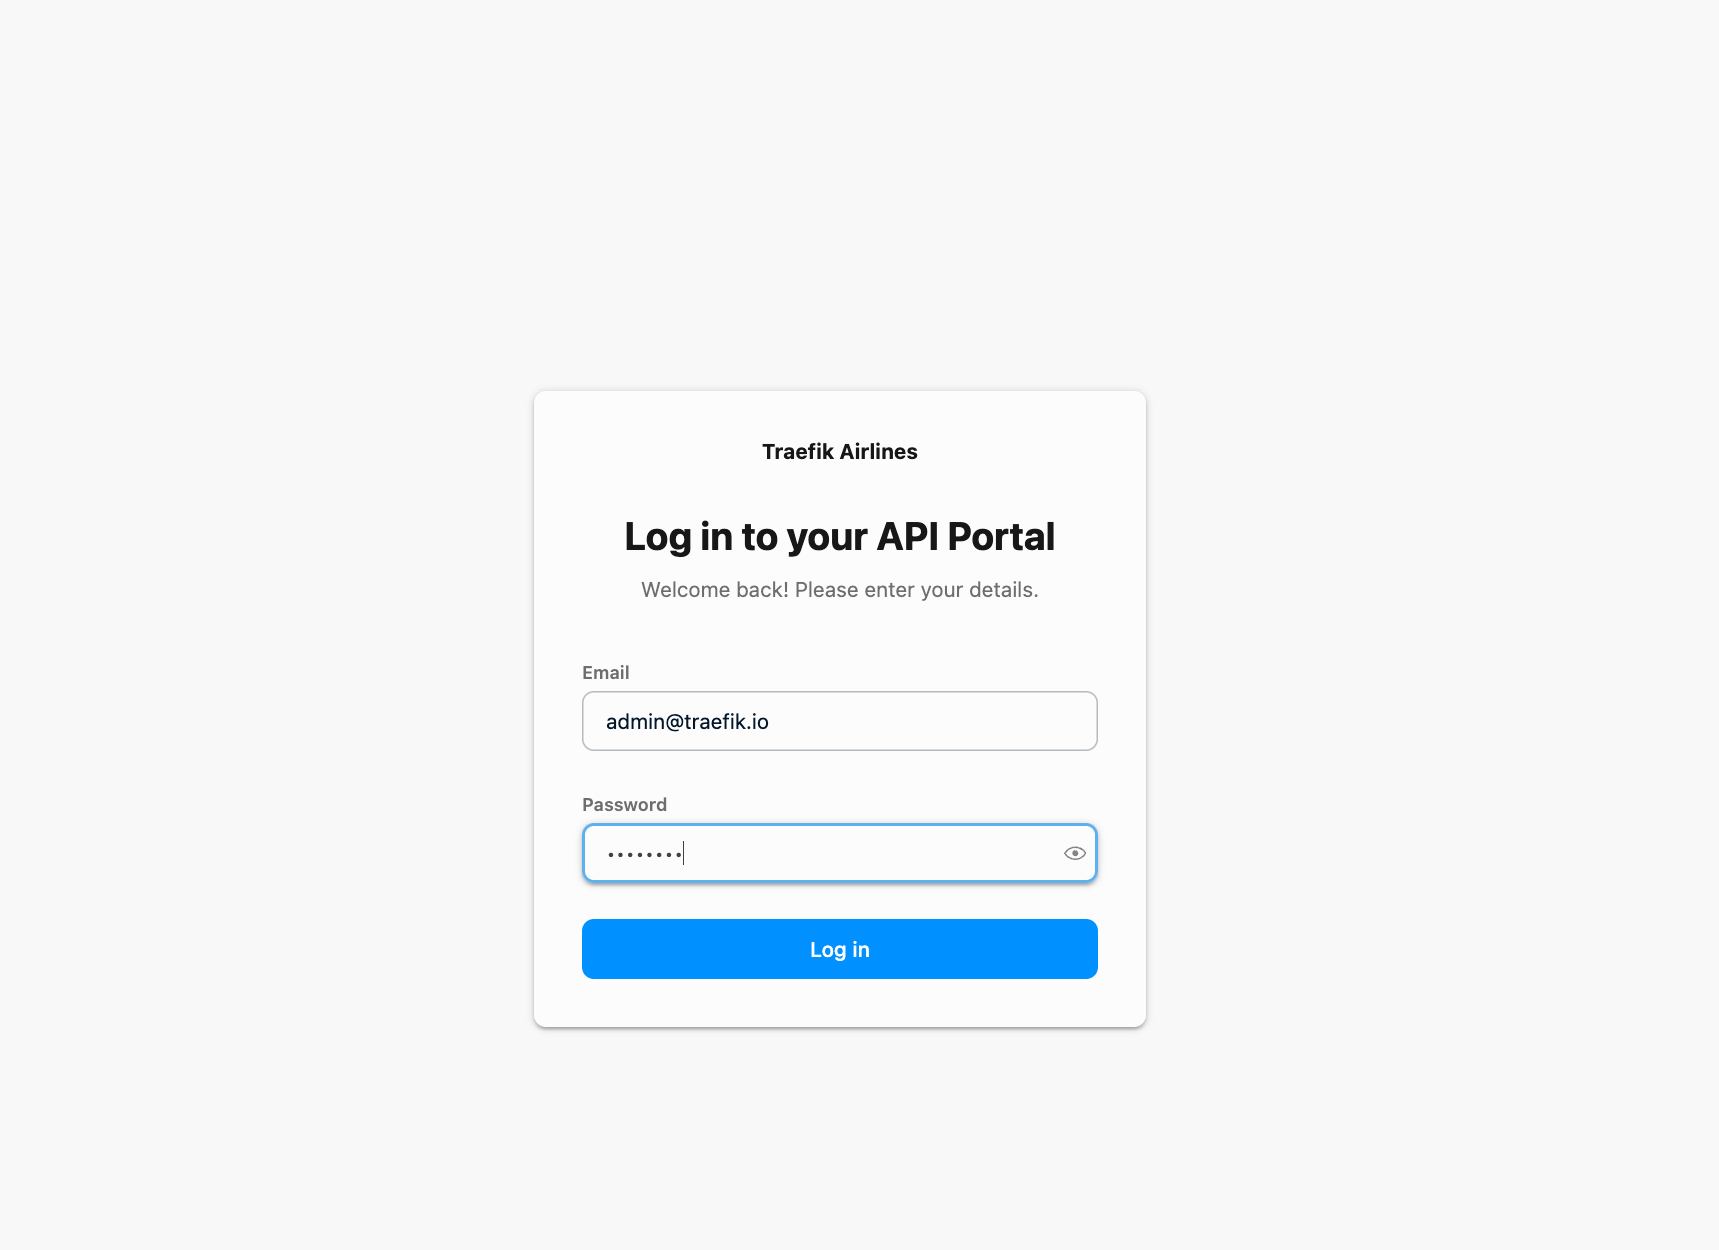 Traefik Airlines
Log in to your API Portal
Welcome back! Please enter your details.
Email
admin@traefik.io
Password
••••••••
Log in